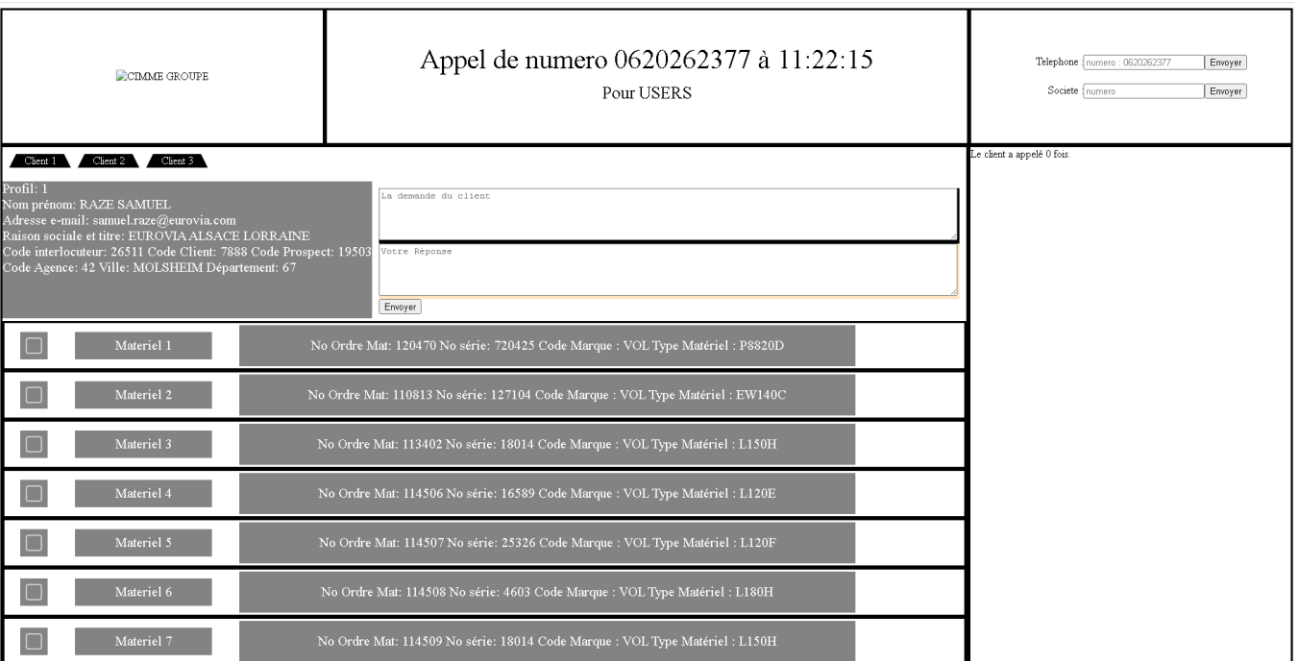 CIMME GROUPE
Appel de numero 0620262377 à 11:22:15
Pour USERS
Telephone : numero : 0620262377 Envoyer
Societe : numero Envoyer
Client 1 Client 2 Client 3
Le client a appelé 0 fois.
Profil: 1
Nom prénom: RAZE SAMUEL
Adresse e-mail: samuel.raze@eurovia.com
Raison sociale et titre: EUROVIA ALSACE LORRAINE
Code interlocuteur: 26511 Code Client: 7888 Code Prospect: 19503
Code Agence: 42 Ville: MOLSHEIM Département: 67
La demande du client
Votre Réponse
Envoyer
Materiel 1 No Ordre Mat: 120470 No série: 720425 Code Marque : VOL Type Matériel : P8820D
Materiel 2 No Ordre Mat: 110813 No série: 127104 Code Marque : VOL Type Matériel : EW140C
Materiel 3 No Ordre Mat: 113402 No série: 18014 Code Marque : VOL Type Matériel : L150H
Materiel 4 No Ordre Mat: 114506 No série: 16589 Code Marque : VOL Type Matériel : L120E
Materiel 5 No Ordre Mat: 114507 No série: 25326 Code Marque : VOL Type Matériel : L120F
Materiel 6 No Ordre Mat: 114508 No série: 4603 Code Marque : VOL Type Matériel : L180H
Materiel 7 No Ordre Mat: 114509 No série: 18014 Code Marque : VOL Type Matériel : L150H